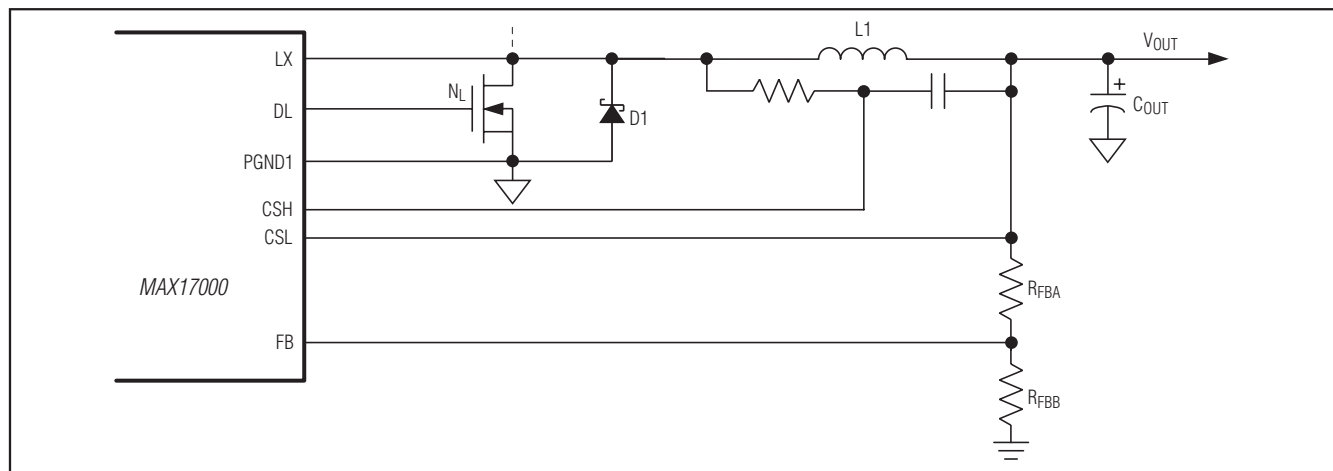 L1
LX
VOUT
NL
+
DL
D1
COUT
PGND1
CSH
CSL
MAX17000
RFBA
FB
RFBB